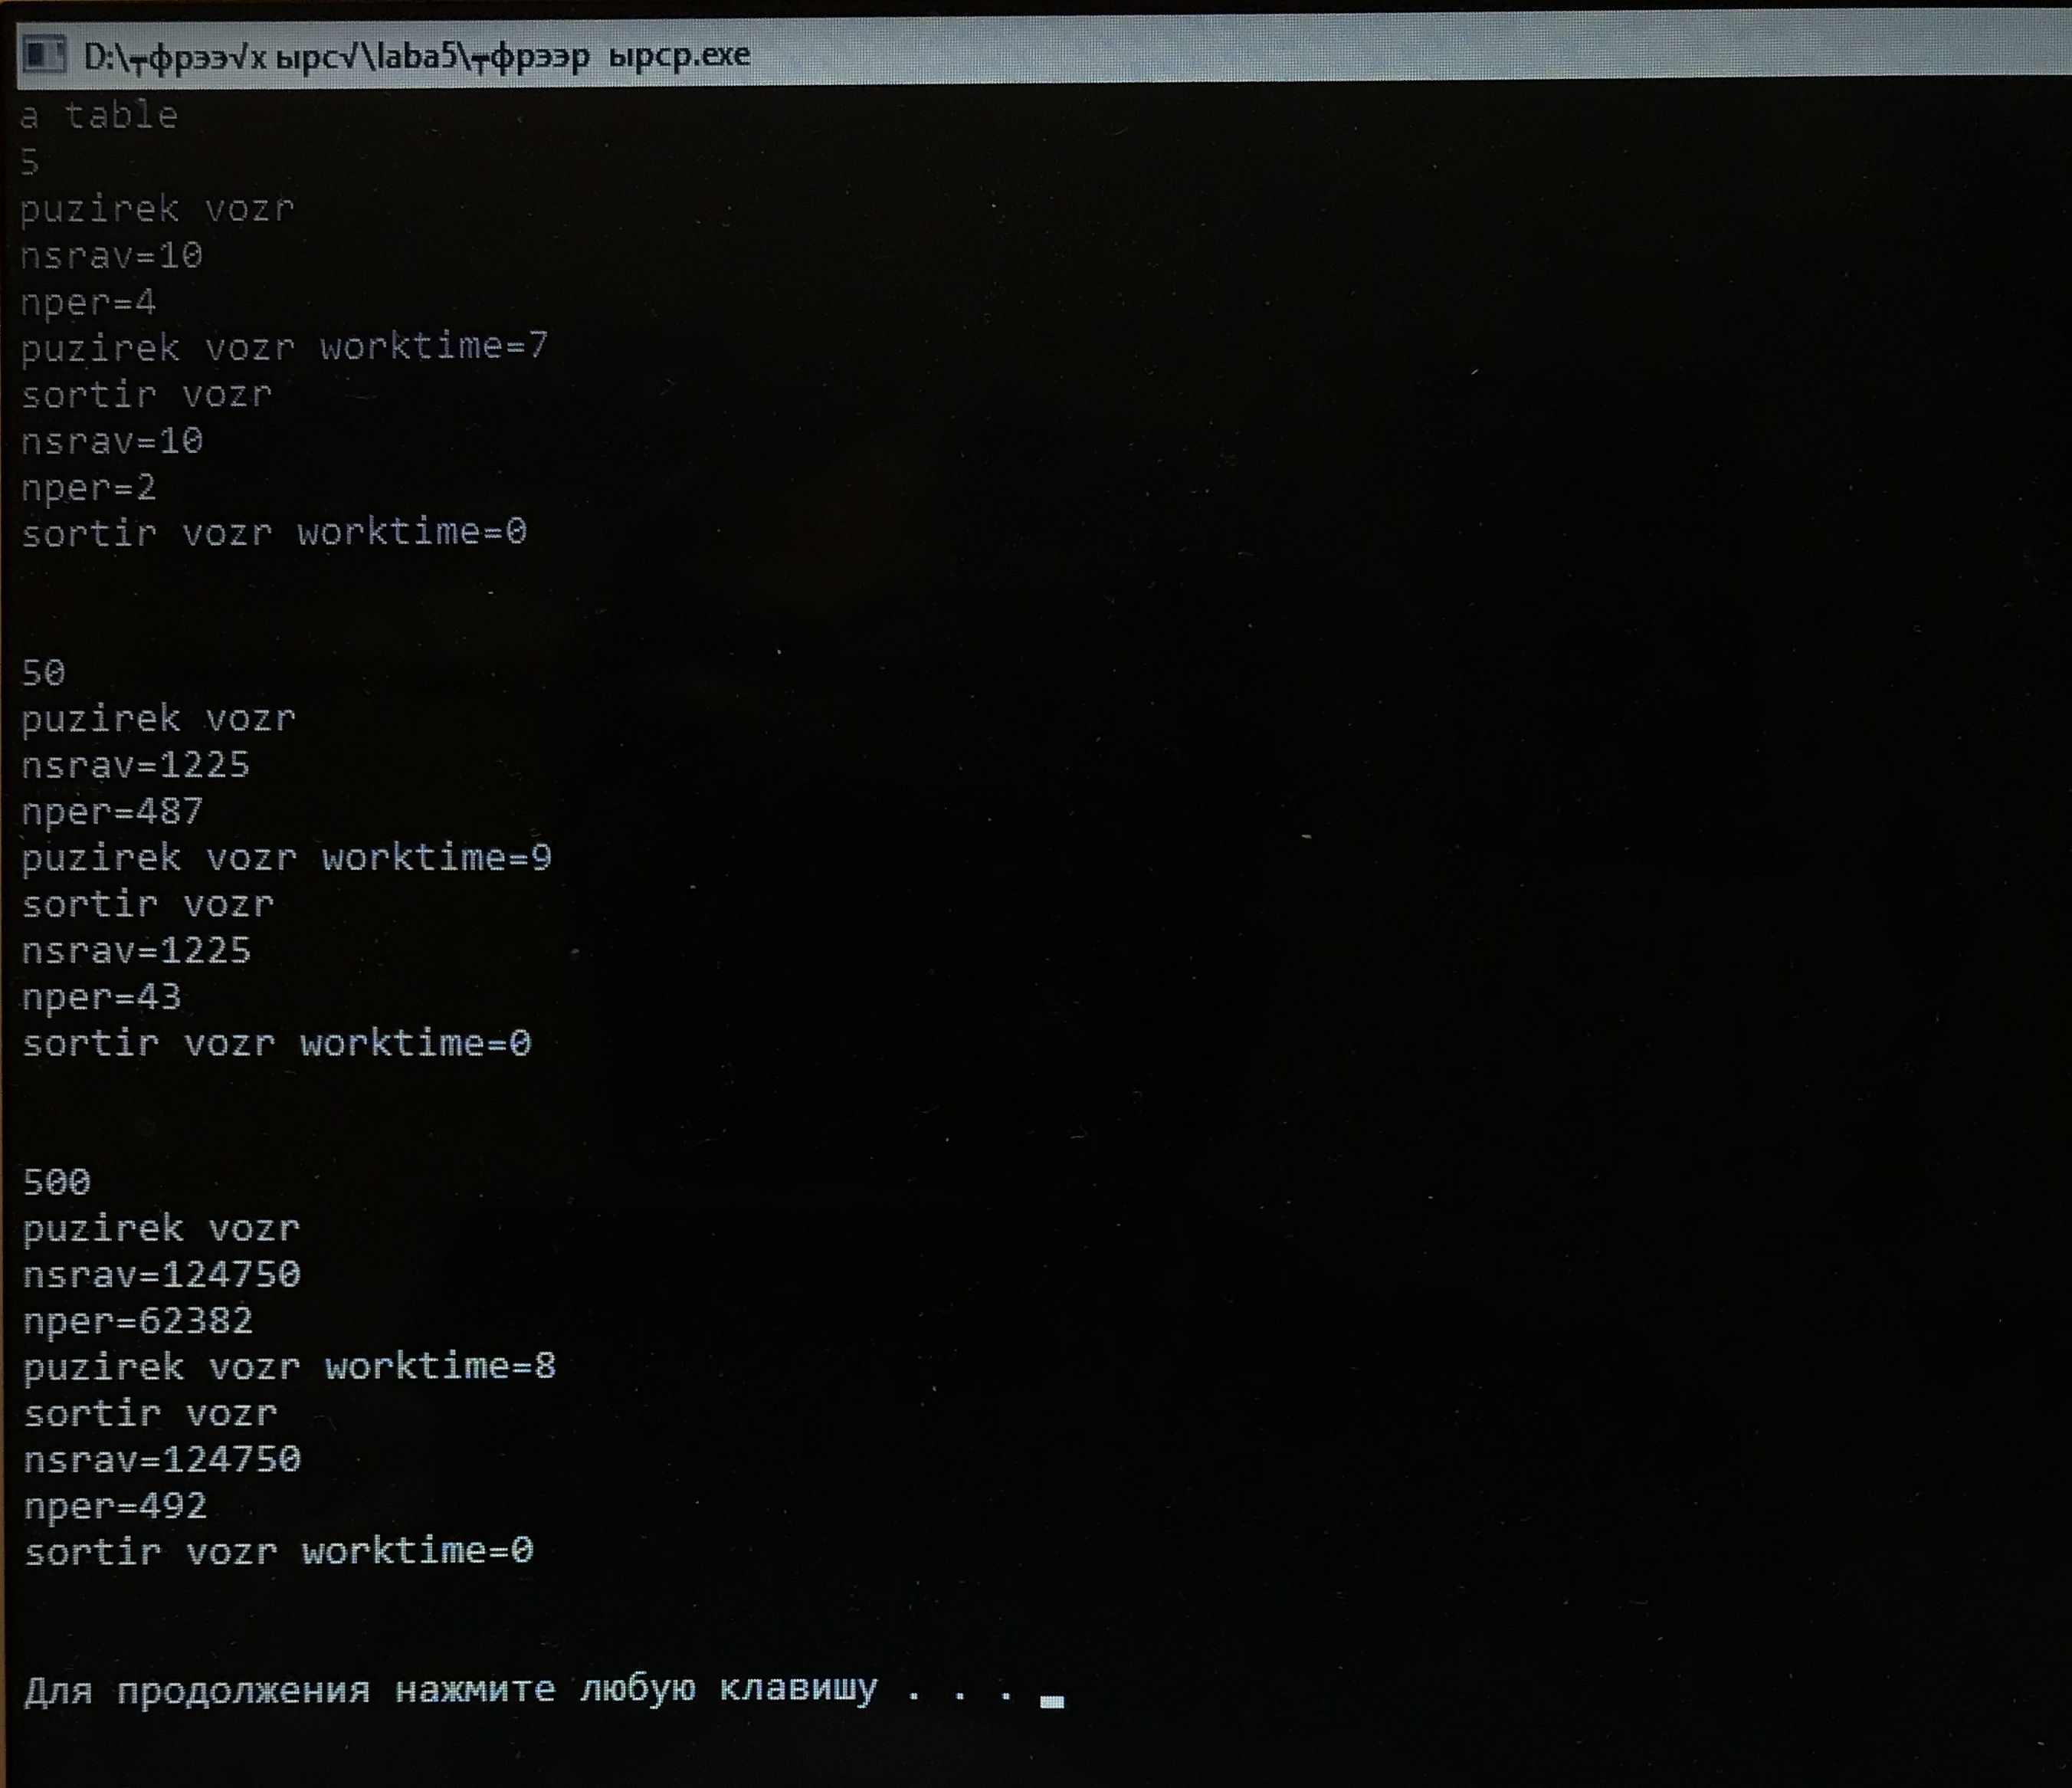 D:\┬фрээ√х ырс√\laba5\┬фрээр ырср.exe
a table
5
puzirek vozr
nsrav=10
nper=4
puzirek vozr worktime=7
sortir vozr
nsrav=10
nper=2
sortir vozr worktime=0
50
puzirek vozr
nsrav=1225
nper=487
puzirek vozr worktime=9
sortir vozr
nsrav=1225
nper=43
sortir vozr worktime=0
500
puzirek vozr
nsrav=124750
nper=62382
puzirek vozr worktime=8
sortir vozr
nsrav=124750
nper=492
sortir vozr worktime=0
Для продолжения нажмите любую клавишу . . .